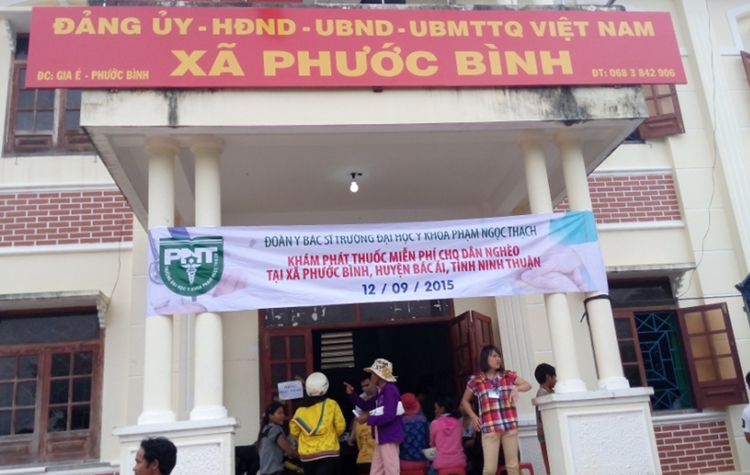 ĐẢNG ỦY - HĐND - UBND - UBMTTQ VIỆT NAM
XÃ PHƯỚC BÌNH
ĐC: GIA É - PHƯỚC BÌNH
ĐT: 068 3 842 906
ĐOÀN Y BÁC SĨ TRƯỜNG ĐẠI HỌC Y KHOA PHẠM NGỌC THẠCH
KHÁM PHÁT THUỐC MIỄN PHÍ CHO DÂN NGHÈO
TẠI XÃ PHƯỚC BÌNH, HUYỆN BÁC ÁI, TỈNH NINH THUẬN
12 / 09 / 2015
PNT